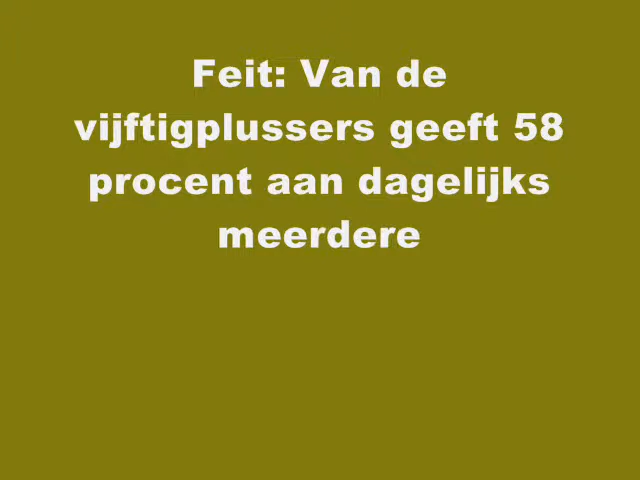 Feit: Van de
vijftigplussers geeft 58
procent aan dagelijks
meerdere